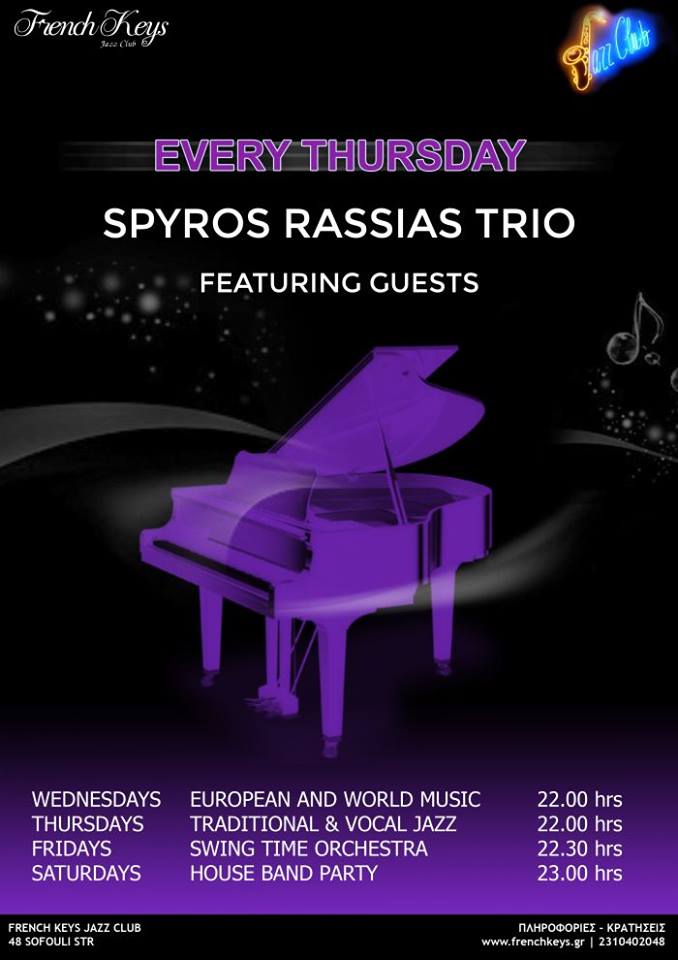 French Keys
Jazz Club
Jazz Club
EVERY THURSDAY
SPYROS RASSIAS TRIO
FEATURING GUESTS
WEDNESDAYS EUROPEAN AND WORLD MUSIC 22.00 hrs
THURSDAYS TRADITIONAL & VOCAL JAZZ 22.00 hrs
FRIDAYS SWING TIME ORCHESTRA 22.30 hrs
SATURDAYS HOUSE BAND PARTY 23.00 hrs
FRENCH KEYS JAZZ CLUB
48 SOFOULI STR
ΠΛΗΡΟΦΟΡΙΕΣ - ΚΡΑΤΗΣΕΙΣ
www.frenchkeys.gr | 2310402048